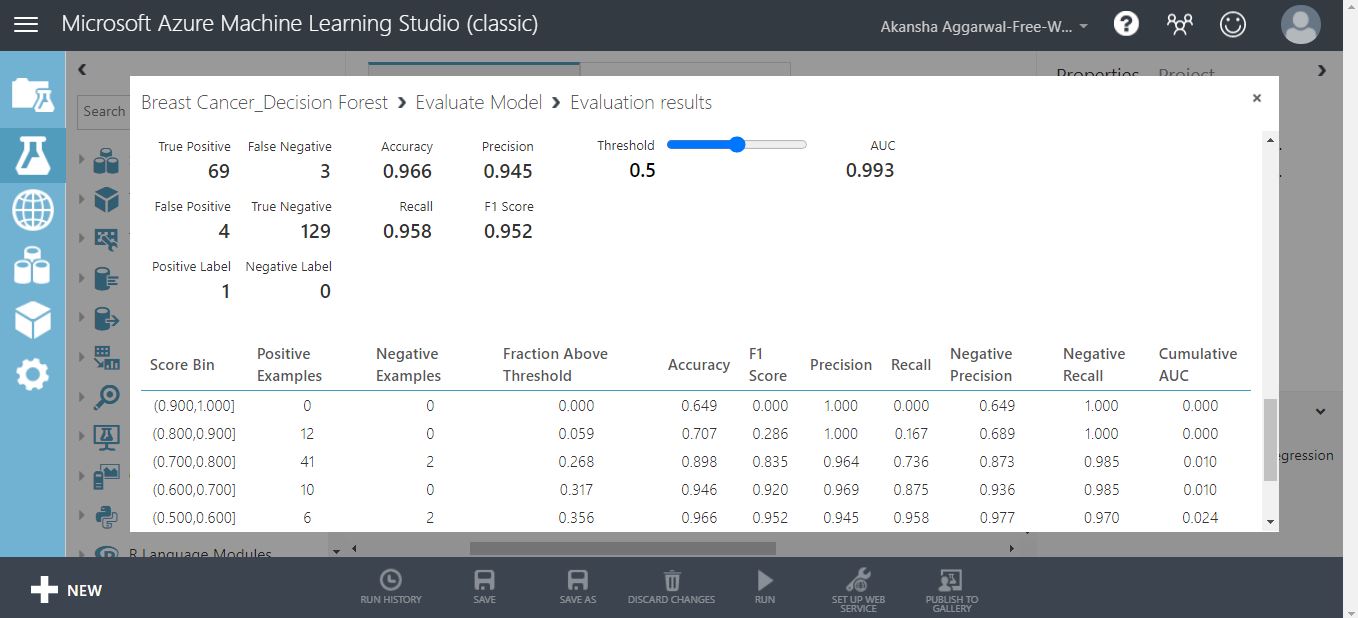 Microsoft Azure Machine Learning Studio (classic)
Akansha Aggarwal-Free-W...
Properties Project
Search
Breast Cancer_Decision Forest > Evaluate Model > Evaluation results
True Positive False Negative Accuracy Precision Threshold AUC
69 3 0.966 0.945 0.5 0.993
False Positive True Negative Recall F1 Score
4 129 0.958 0.952
Positive Label Negative Label
1 0
Score Bin Positive Examples Negative Examples Fraction Above Threshold Accuracy F1 Score Precision Recall Negative Precision Negative Recall Cumulative AUC
(0.900,1.000] 0 0 0.000 0.649 0.000 1.000 0.000 0.649 1.000 0.000
(0.800,0.900] 12 0 0.059 0.707 0.286 1.000 0.167 0.689 1.000 0.000
(0.700,0.800] 41 2 0.268 0.898 0.835 0.964 0.736 0.873 0.985 0.010
egression
(0.600,0.700] 10 0 0.317 0.946 0.920 0.969 0.875 0.936 0.985 0.010
(0.500,0.600] 6 2 0.356 0.966 0.952 0.945 0.958 0.977 0.970 0.024
R Language Modules
NEW
RUN HISTORY SAVE SAVE AS DISCARD CHANGES RUN SET UP WEB SERVICE PUBLISH TO GALLERY